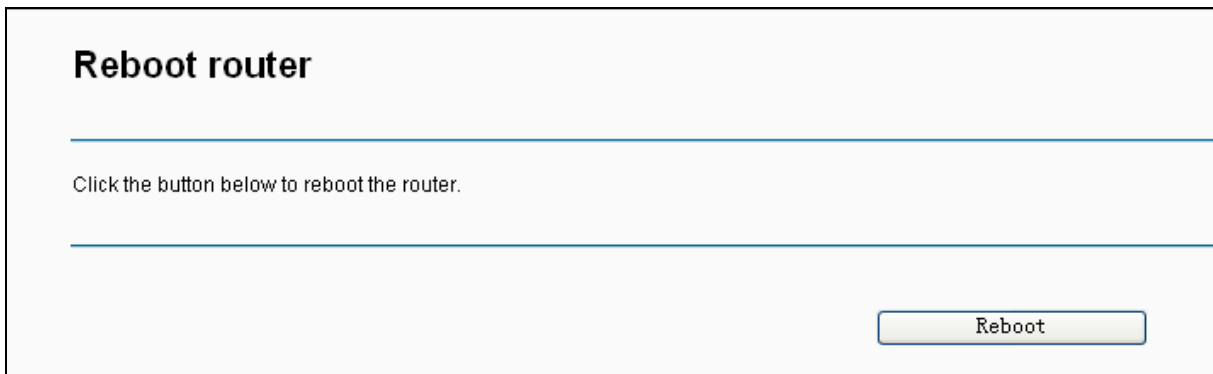 Reboot router
Click the button below to reboot the router.
Reboot